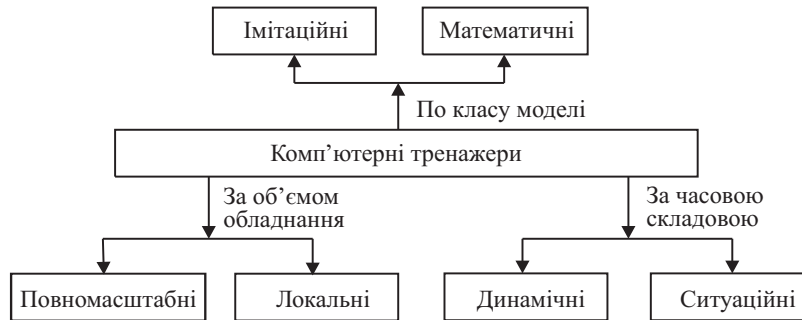 Імітаційні
Математичні
По класу моделі
Комп’ютерні тренажери
За об’ємом
обладнання
За часовою
складовою
Повномасштабні
Локальні
Динамічні
Ситуаційні